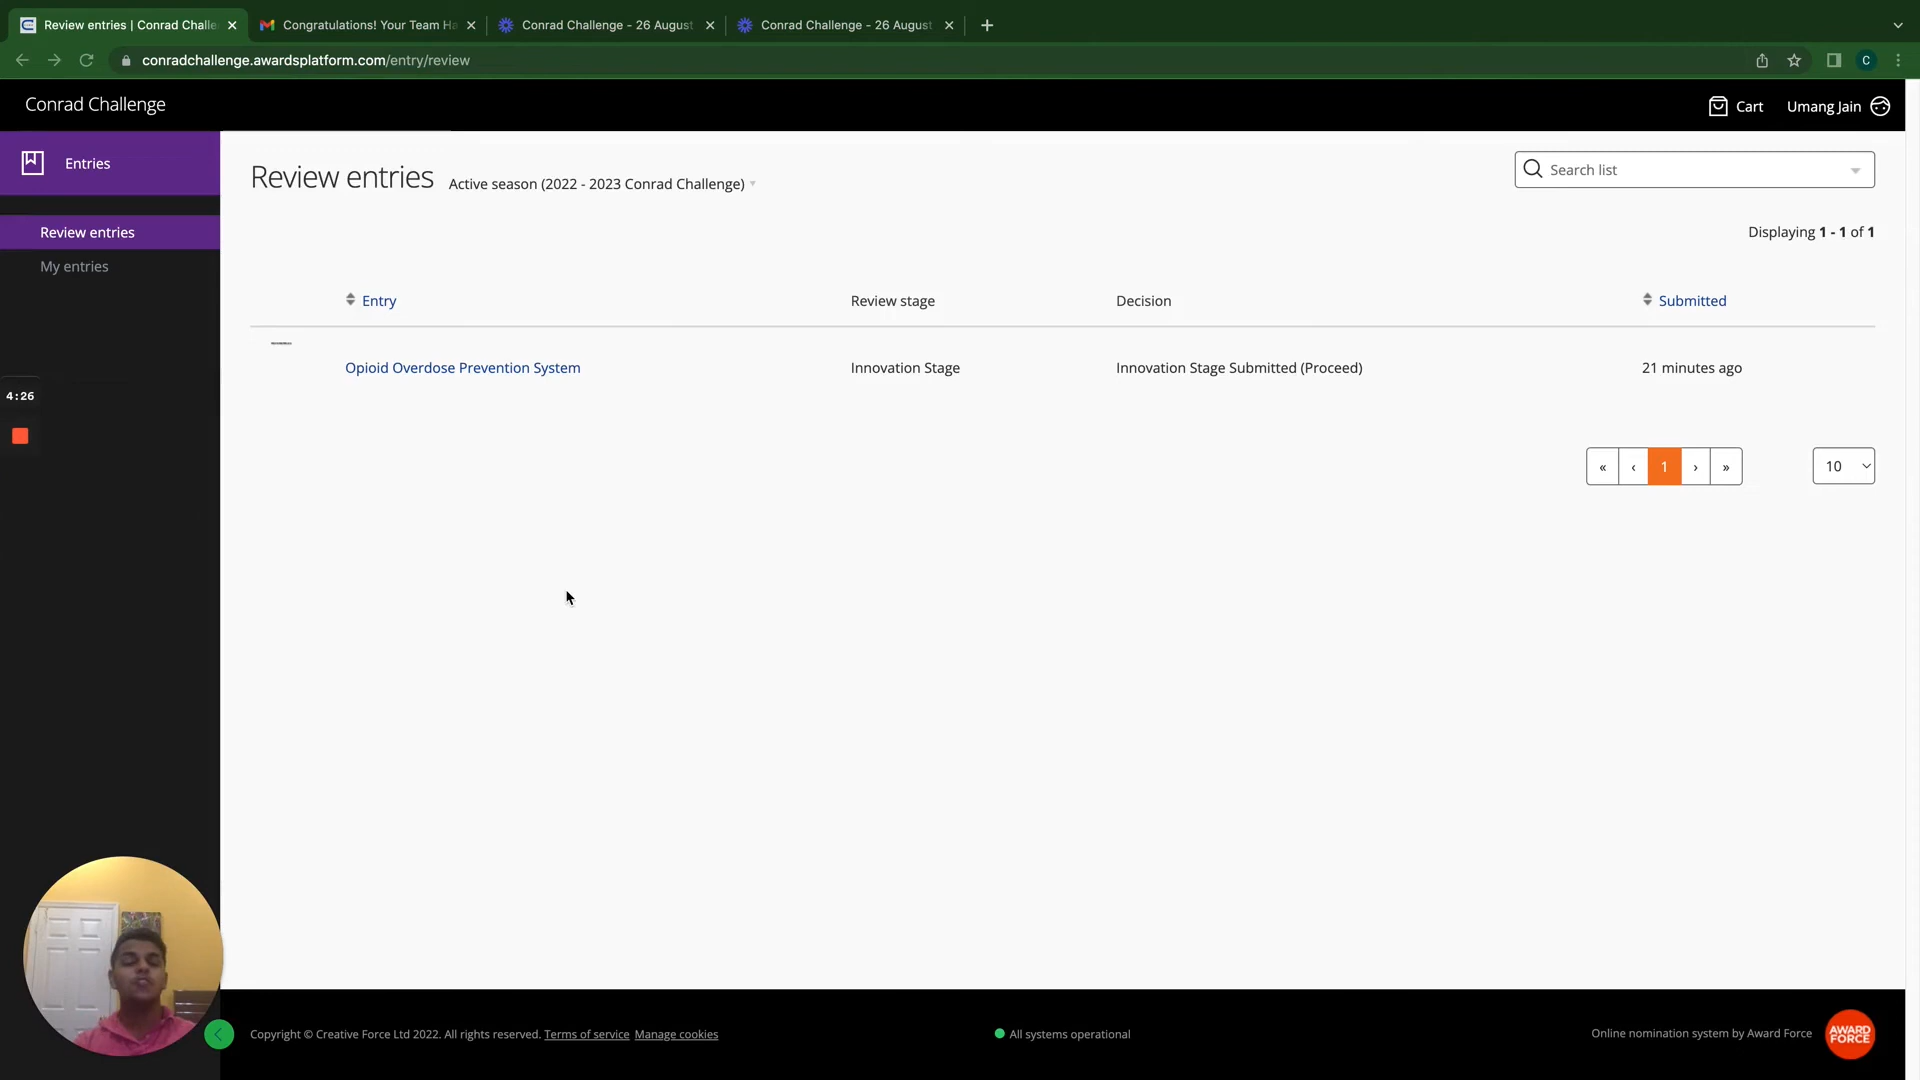 Review entries | Conrad Challe
Congratulations! Your Team Ha
Conrad Challenge - 26 August
Conrad Challenge - 26 August
conradchallenge.awardsplatform.com/entry/review
C
Conrad Challenge
Cart
Umang Jain
Entries
Review entries
My entries
Review entries
Active season (2022 - 2023 Conrad Challenge)
Search list
Displaying 1 - 1 of 1
Entry
Review stage
Decision
Submitted
Opioid Overdose Prevention System
Innovation Stage
Innovation Stage Submitted (Proceed)
21 minutes ago
4:26
« ‹ 1 › »
10
Copyright © Creative Force Ltd 2022. All rights reserved. Terms of service Manage cookies
All systems operational
Online nomination system by Award Force
AWARD
FORCE